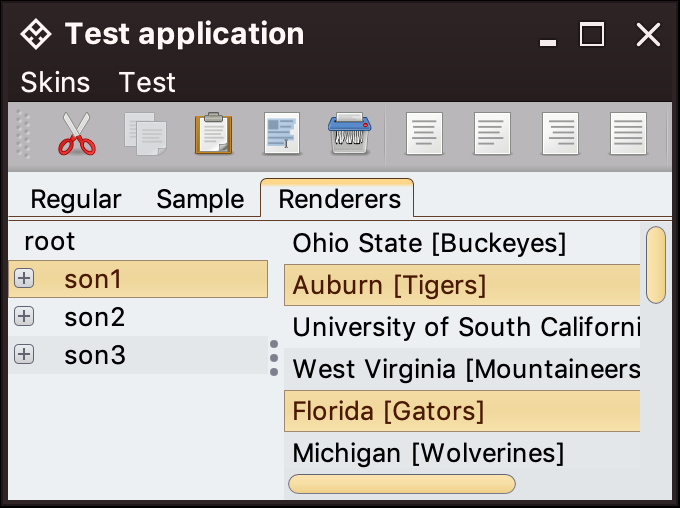 Test application
Skins Test
Regular Sample Renderers
root
son1
son2
son3
Ohio State [Buckeyes]
Auburn [Tigers]
University of South Californi
West Virginia [Mountaineers
Florida [Gators]
Michigan [Wolverines]